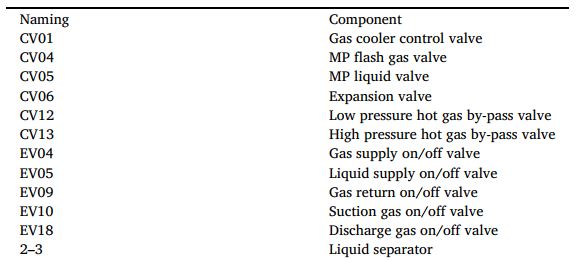 Naming Component
CV01 Gas cooler control valve
CV04 MP flash gas valve
CV05 MP liquid valve
CV06 Expansion valve
CV12 Low pressure hot gas by-pass valve
CV13 High pressure hot gas by-pass valve
EV04 Gas supply on/off valve
EV05 Liquid supply on/off valve
EV09 Gas return on/off valve
EV10 Suction gas on/off valve
EV18 Discharge gas on/off valve
2–3 Liquid separator